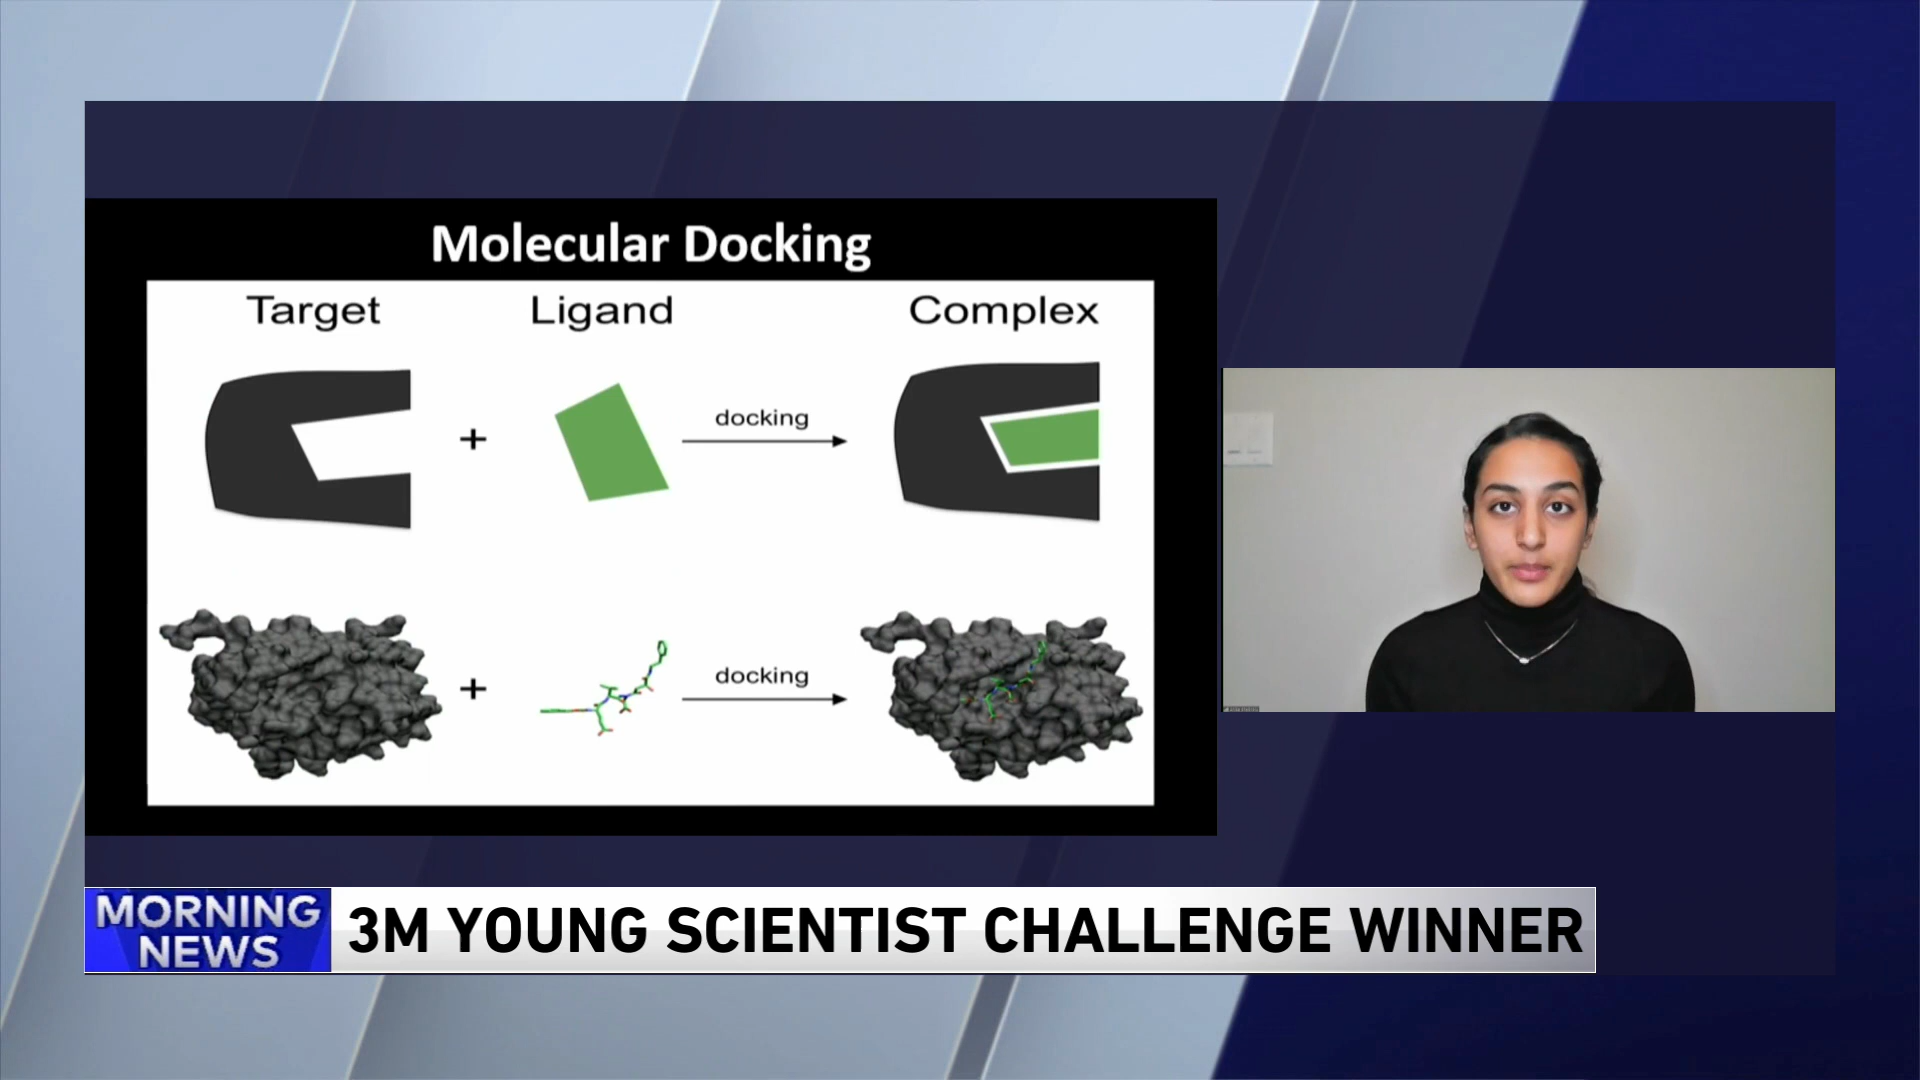 Molecular Docking
Target
Ligand
Complex
+
docking
+
docking
MORNING
NEWS
3M YOUNG SCIENTIST CHALLENGE WINNER